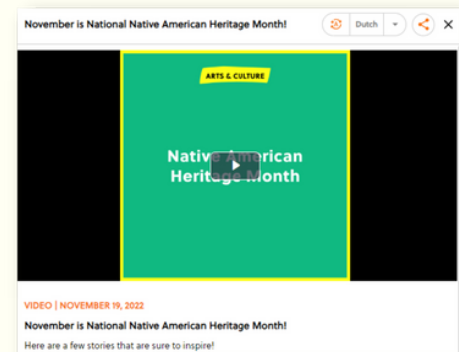 November is National Native American Heritage Month!
Dutch
ARTS & CULTURE
Native American
Heritage Month
VIDEO | NOVEMBER 19, 2022
November is National Native American Heritage Month!
Here are a few stories that are sure to inspire!